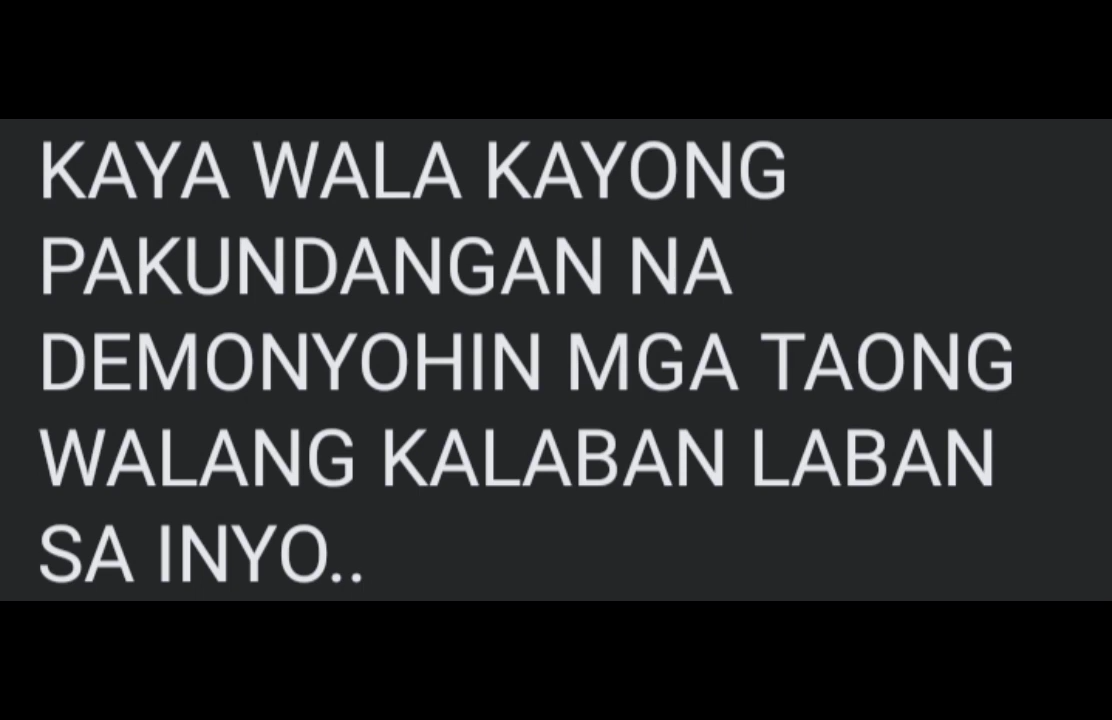 KAYA WALA KAYONG
PAKUNDANGAN NA
DEMONYOHIN MGA TAONG
WALANG KALABAN LABAN
SA INYO..